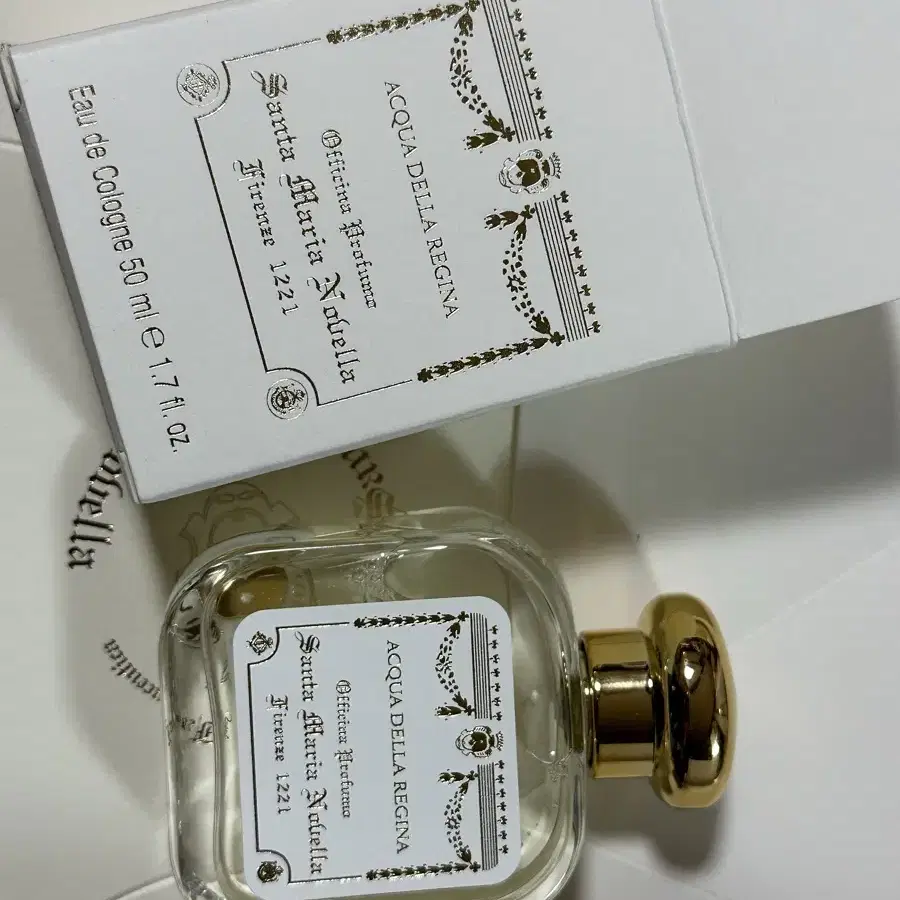 ACQUA DELLA REGINA
Officina Profumo
Santa Maria Novella
Firenze 1221
Eau de Cologne 50 ml e 1.7 fl. oz.
ACQUA DELLA REGINA
Officina Profumo
Santa Maria Novella
Firenze 1221